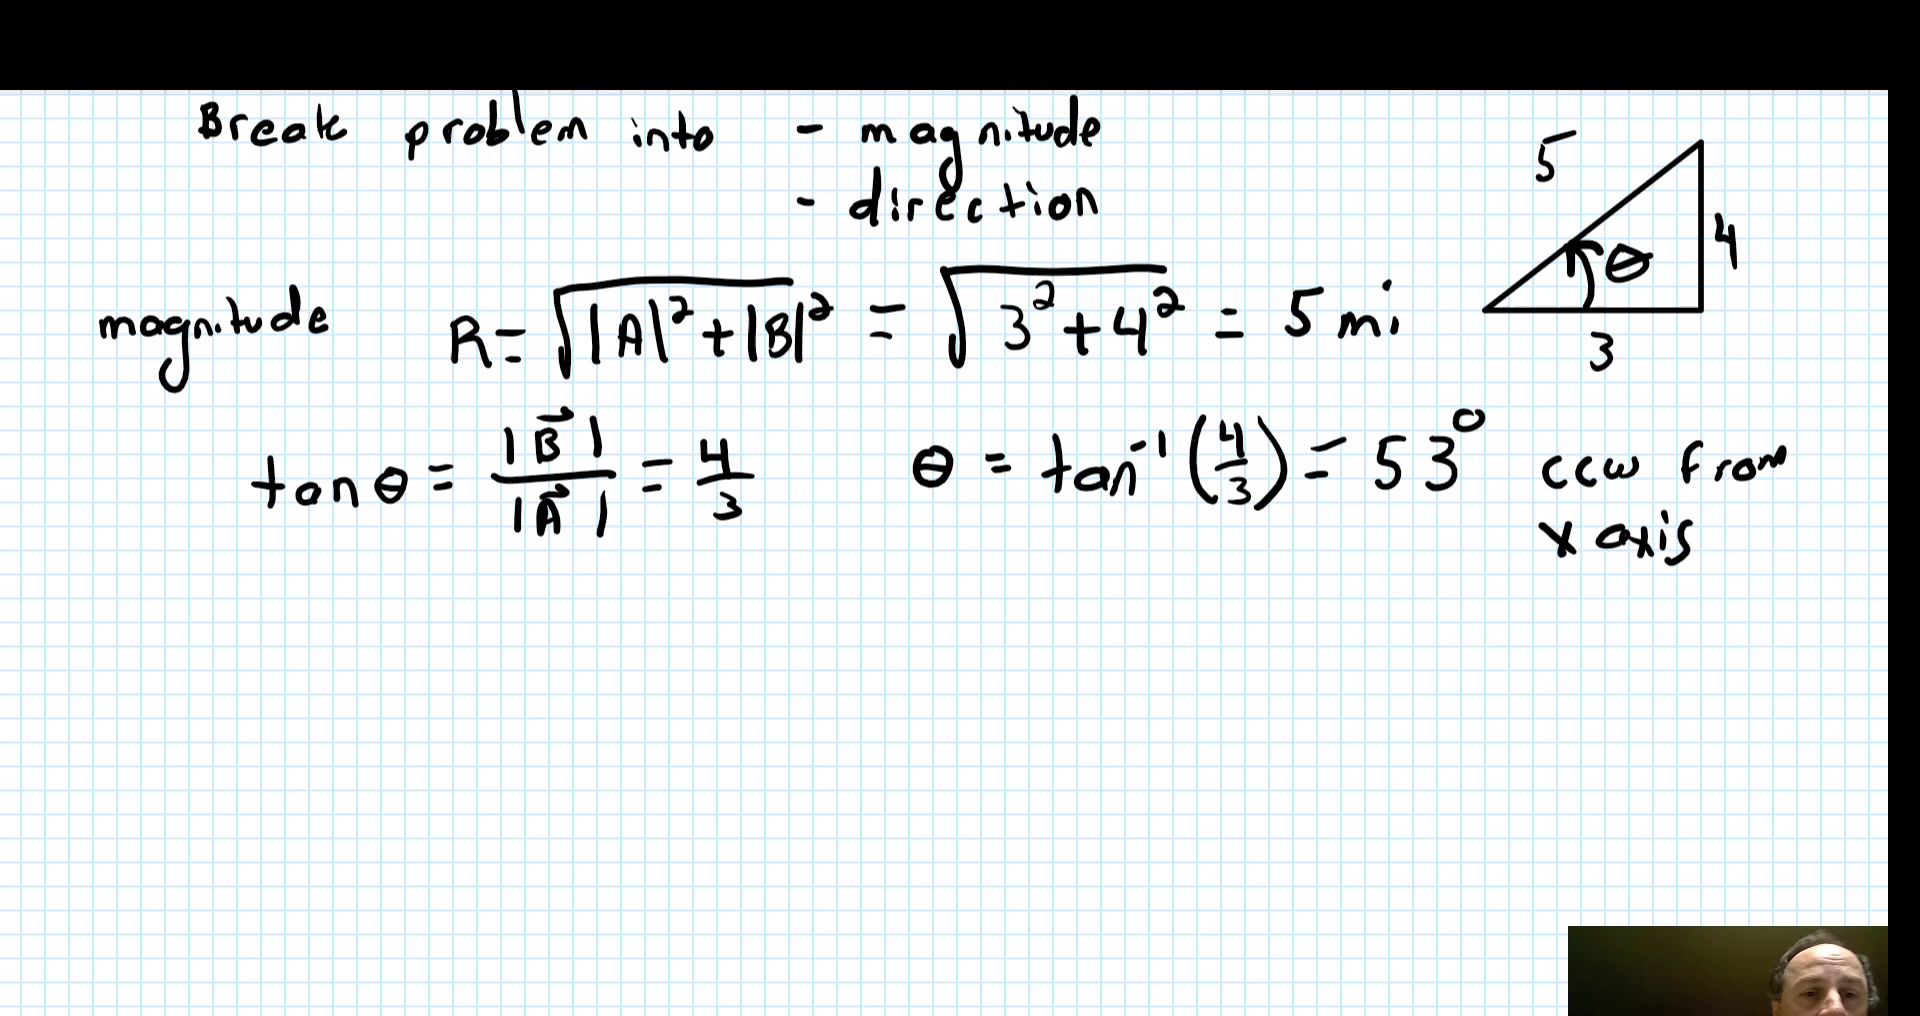 Break problem into - magnitude
- direction
5
4
θ
3
magnitude R = √|A|² + |B|² = √3² + 4² = 5 mi
tan θ = |B⃗| / |A⃗| = 4/3 θ = tan⁻¹ (4/3) = 53° ccw from
x axis